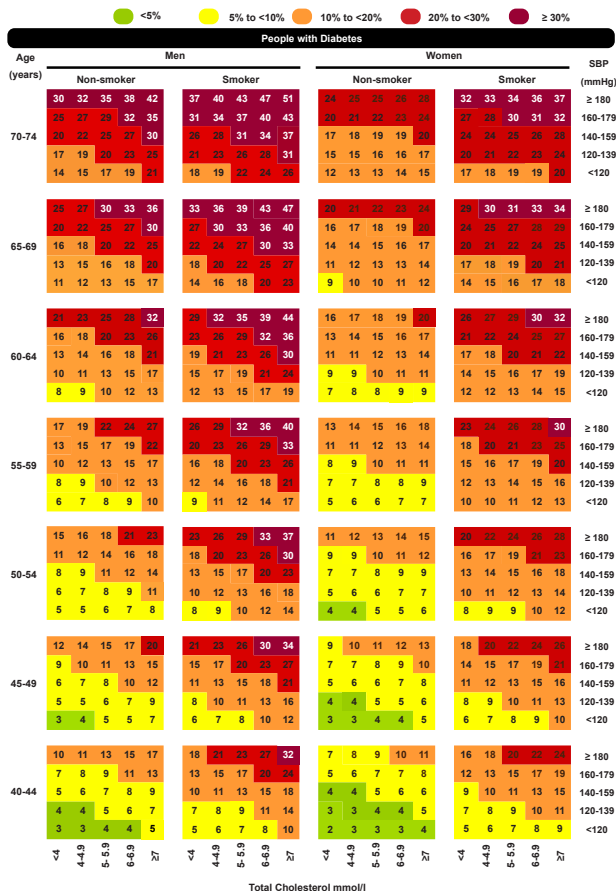 <5% 5% to <10% 10% to <20% 20% to <30% ≥ 30%
People with Diabetes
Age (years) Men Women SBP (mmHg)
Non-smoker Smoker Non-smoker Smoker
70-74
30 32 35 38 42 37 40 43 47 51 24 25 25 26 28 32 33 34 36 37 ≥ 180
25 27 29 32 35 31 34 37 40 43 20 21 22 23 24 27 28 30 31 32 160-179
20 22 25 27 30 26 28 31 34 37 17 18 19 19 20 24 24 25 26 28 140-159
17 19 20 23 25 21 23 26 28 31 15 15 16 16 17 20 21 22 23 24 120-139
14 15 17 19 21 18 19 22 24 26 12 13 13 14 15 17 18 19 19 20 <120
65-69
25 27 30 33 36 33 36 39 43 47 20 21 22 23 24 29 30 31 33 34 ≥ 180
20 22 25 27 30 27 30 33 36 40 16 17 18 19 20 24 25 27 28 29 160-179
16 18 20 22 25 22 24 27 30 33 14 14 15 16 17 20 21 22 24 25 140-159
13 15 16 18 20 18 20 22 25 27 11 12 13 13 14 17 18 19 20 21 120-139
11 12 13 15 17 14 16 18 20 23 9 10 11 11 12 14 15 16 17 18 <120
60-64
21 23 25 28 32 29 32 35 39 44 16 17 18 19 20 26 27 29 30 32 ≥ 180
16 18 20 23 26 23 26 29 32 36 13 14 15 16 17 21 22 24 25 27 160-179
13 14 16 18 21 19 21 23 26 30 11 11 12 13 14 17 18 20 21 22 140-159
10 11 13 15 17 15 17 19 21 24 9 9 10 11 11 14 15 16 17 19 120-139
8 9 10 12 13 12 13 15 17 19 7 8 8 9 9 12 12 13 14 15 <120
55-59
17 19 22 24 27 26 29 32 36 40 13 14 15 16 18 23 24 26 28 30 ≥ 180
13 15 17 19 22 20 23 26 29 33 11 11 12 13 14 18 20 21 23 25 160-179
10 12 13 15 17 16 18 20 23 26 8 9 10 11 11 15 16 17 19 20 140-159
8 9 10 12 13 12 14 16 18 21 7 7 8 8 9 12 13 14 15 16 120-139
6 7 8 9 10 9 11 12 14 17 5 6 6 7 7 10 10 11 12 13 <120
50-54
15 16 18 21 23 23 26 29 33 37 11 12 13 14 15 20 22 24 26 28 ≥ 180
11 12 14 16 18 18 20 23 26 30 9 9 10 11 12 16 17 19 21 23 160-179
8 9 11 12 14 13 15 17 20 23 7 7 8 9 9 13 14 15 16 18 140-159
6 7 8 9 11 10 12 13 16 18 5 6 6 7 7 10 11 12 13 14 120-139
5 5 6 7 8 8 9 10 12 14 4 4 5 5 6 8 9 9 10 12 <120
45-49
12 14 15 17 20 21 23 26 30 34 9 10 11 12 13 18 20 22 24 26 ≥ 180
9 10 11 13 15 15 17 20 23 27 7 7 8 9 10 14 15 17 19 21 160-179
6 7 8 10 12 11 13 15 18 21 5 6 6 7 8 11 12 13 15 16 140-159
5 5 6 7 9 8 10 11 13 16 4 4 5 5 6 8 9 10 11 13 120-139
3 4 5 5 7 6 7 8 10 12 3 3 4 4 5 6 7 8 9 10 <120
40-44
10 11 13 15 17 18 21 23 27 32 7 8 9 10 11 16 18 20 22 24 ≥ 180
7 8 9 11 13 13 15 17 20 24 5 6 7 7 8 12 13 15 17 19 160-179
5 6 7 8 9 10 11 13 15 18 4 4 5 6 6 9 10 12 13 15 140-159
4 4 5 6 7 7 8 9 11 14 3 3 4 4 5 7 8 9 10 11 120-139
3 3 4 4 5 5 6 7 8 10 2 3 3 3 4 5 6 7 8 9 <120
<4 4-4.9 5- 5.9 6-6.9 ≥7 <4 4-4.9 5- 5.9 6-6.9 ≥7 <4 4-4.9 5- 5.9 6-6.9 ≥7 <4 4-4.9 5- 5.9 6-6.9 ≥7
Total Cholesterol mmol/l